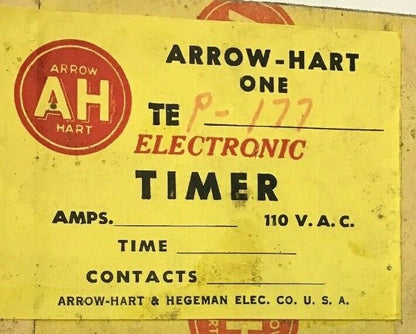 ARROW
AH
HART
ARROW-HART
ONE
TE P-177
ELECTRONIC
TIMER
AMPS. 110 V. A. C.
TIME
CONTACTS
ARROW-HART & HEGEMAN ELEC. CO. U. S. A.